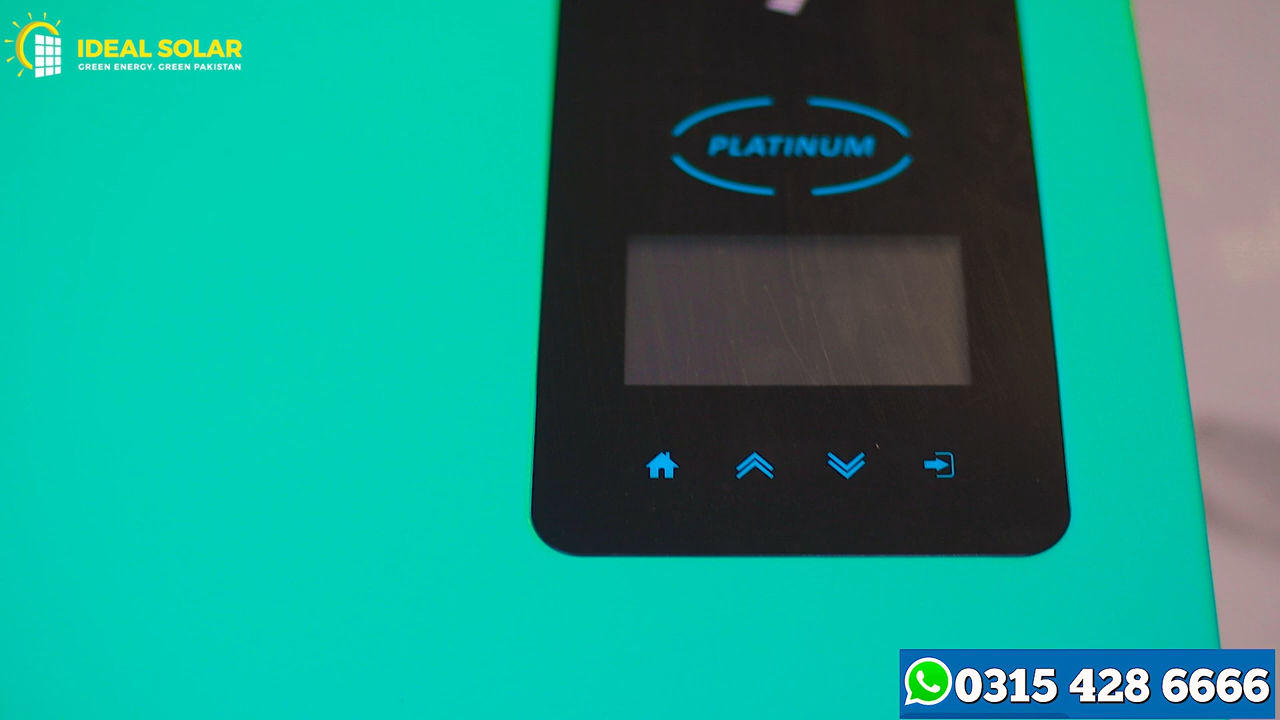 IDEAL SOLAR
GREEN ENERGY. GREEN PAKISTAN
PLATINUM
0315 428 6666